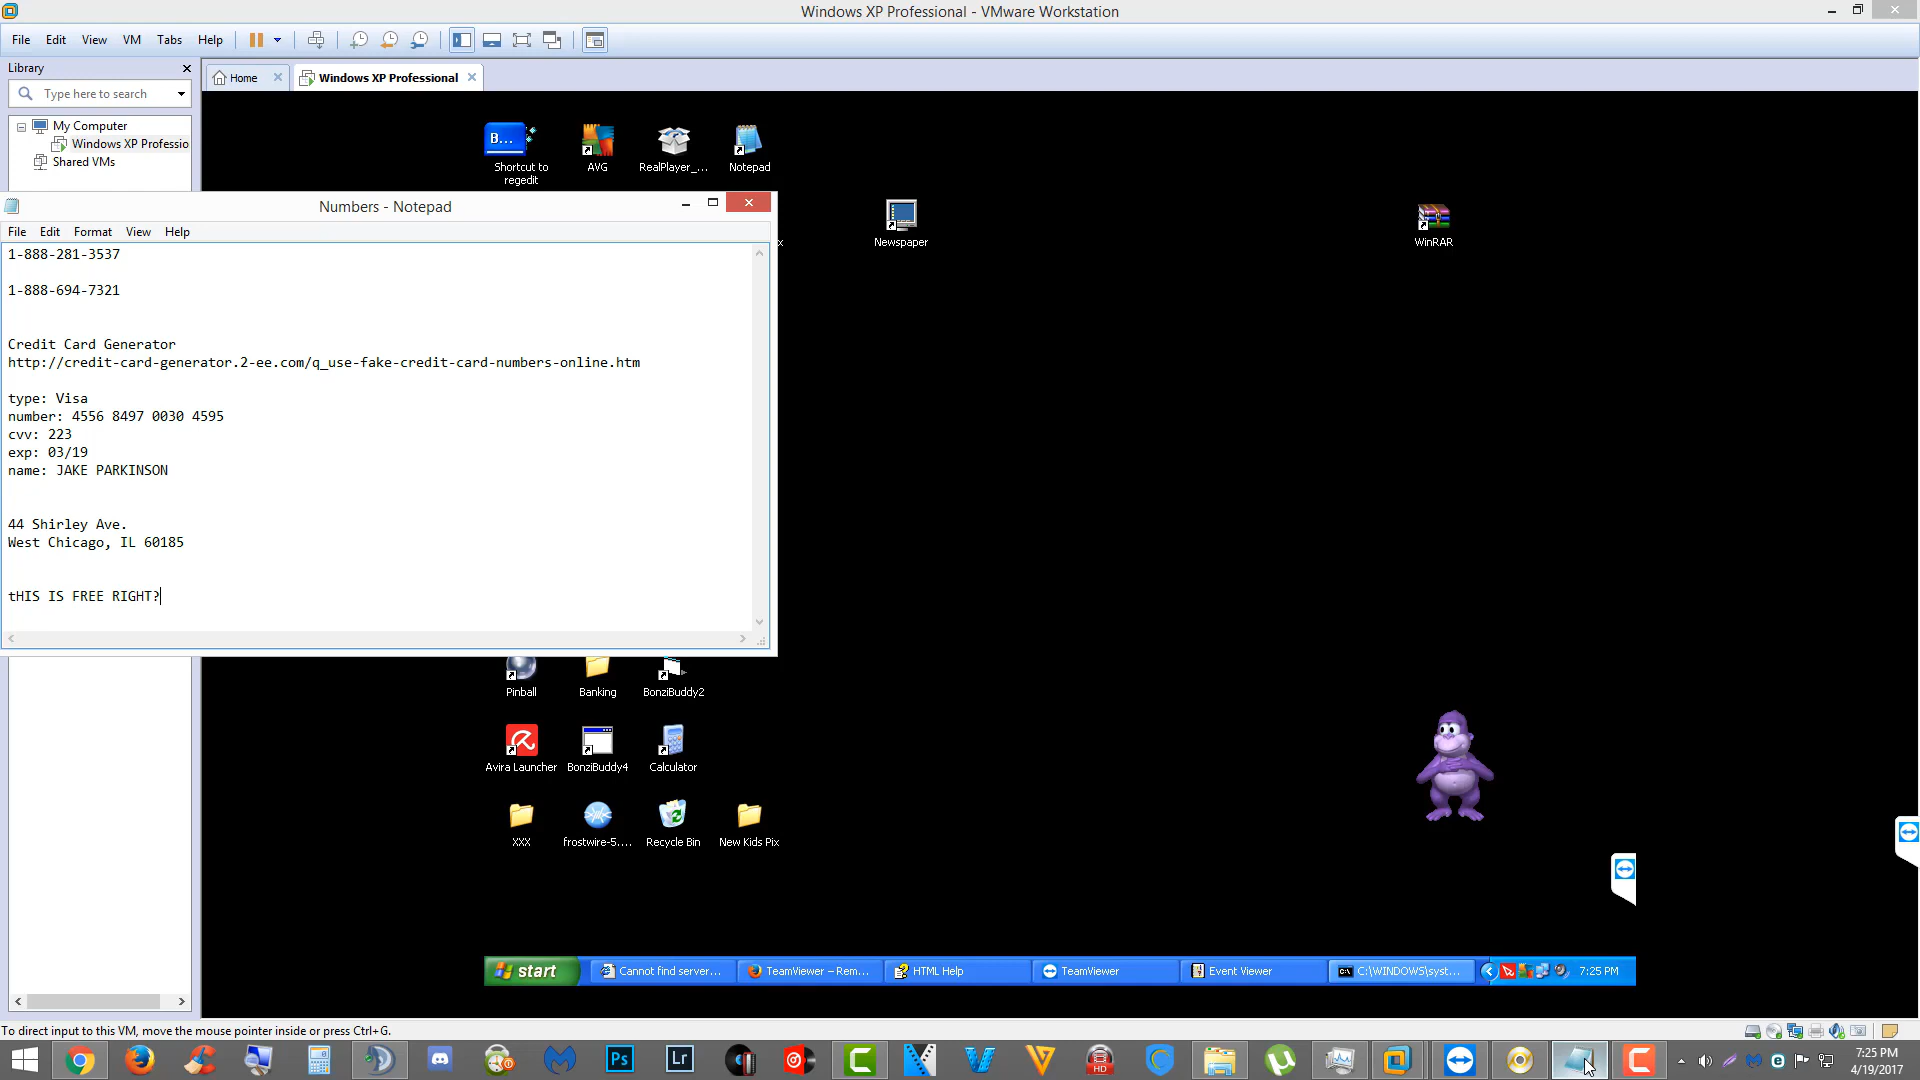 Windows XP Professional - VMware Workstation
File Edit View VM Tabs Help
Library
Home
Windows XP Professional
Type here to search
My Computer
Windows XP Professio
Shared VMs
B...
Shortcut to regedit
AVG
RealPlayer_...
Notepad
Newspaper
WinRAR
Numbers - Notepad
File Edit Format View Help
1-888-281-3537
1-888-694-7321
Credit Card Generator
http://credit-card-generator.2-ee.com/q_use-fake-credit-card-numbers-online.htm
type: Visa
number: 4556 8497 0030 4595
cvv: 223
exp: 03/19
name: JAKE PARKINSON
44 Shirley Ave.
West Chicago, IL 60185
tHIS IS FREE RIGHT?
x
Pinball
Banking
BonziBuddy2
Avira Launcher
BonziBuddy4
Calculator
XXX
frostwire-5....
Recycle Bin
New Kids Pix
start
Cannot find server...
TeamViewer – Rem...
HTML Help
TeamViewer
Event Viewer
C:\WINDOWS\syst...
7:25 PM
To direct input to this VM, move the mouse pointer inside or press Ctrl+G.
Ps
Lr
HD
7:25 PM
4/19/2017